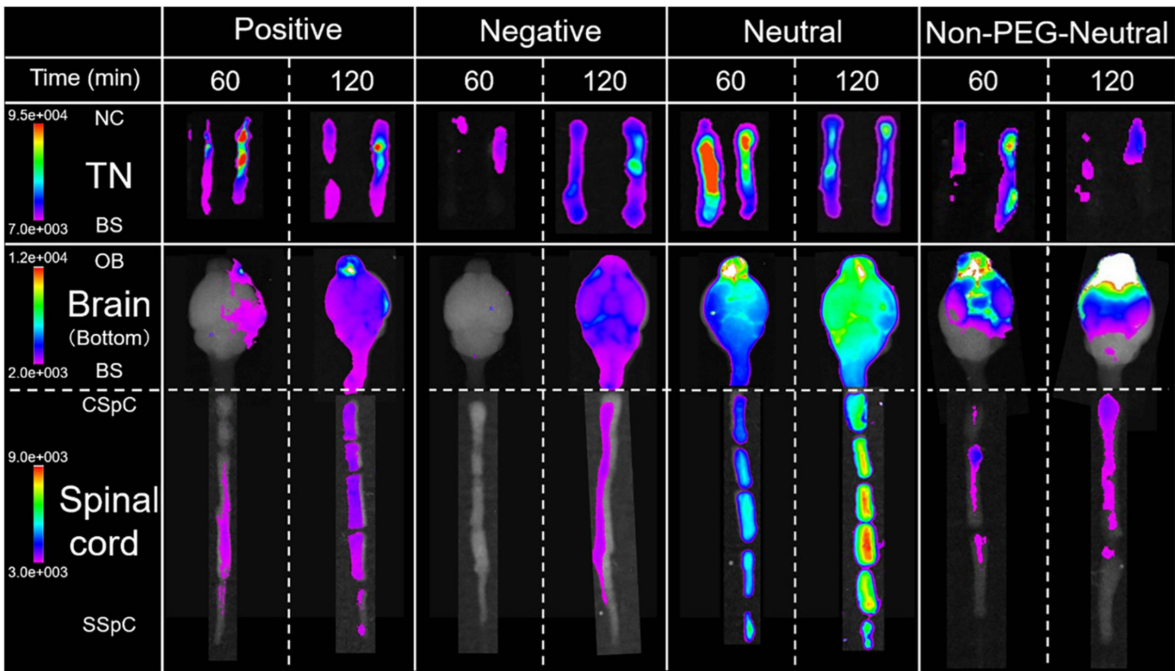 Positive Negative Neutral Non-PEG-Neutral
Time (min) 60 120 60 120 60 120 60 120
9.5e+004 NC
TN
7.0e+003 BS
1.2e+004 OB
Brain
(Bottom)
2.0e+003 BS
CSpC
9.0e+003
Spinal
cord
3.0e+003
SSpC